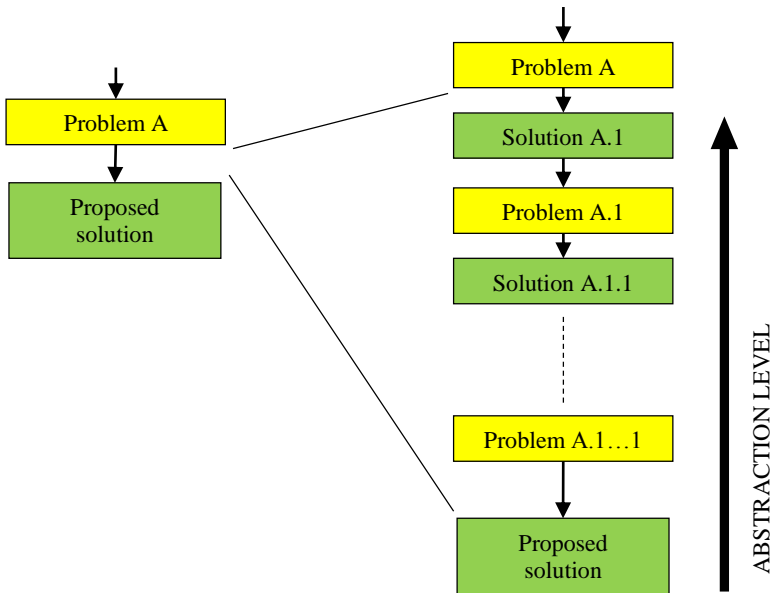 Problem A
Proposed
solution
Problem A
Solution A.1
Problem A.1
Solution A.1.1
Problem A.1…1
Proposed
solution
ABSTRACTION LEVEL